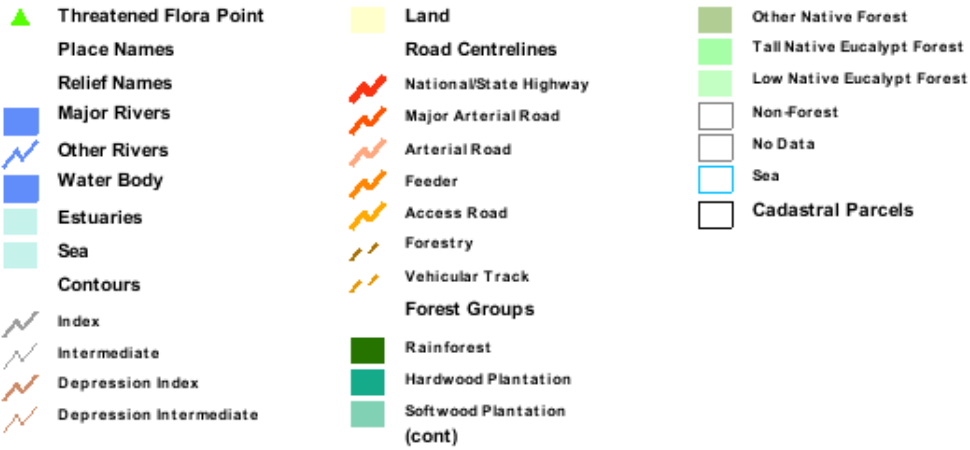 Threatened Flora Point
Place Names
Relief Names
Major Rivers
Other Rivers
Water Body
Estuaries
Sea
Contours
Index
Intermediate
Depression Index
Depression Intermediate
Land
Road Centrelines
National/State Highway
Major Arterial Road
Arterial Road
Feeder
Access Road
Forestry
Vehicular Track
Forest Groups
Rainforest
Hardwood Plantation
Softwood Plantation
(cont)
Other Native Forest
Tall Native Eucalypt Forest
Low Native Eucalypt Forest
Non-Forest
No Data
Sea
Cadastral Parcels